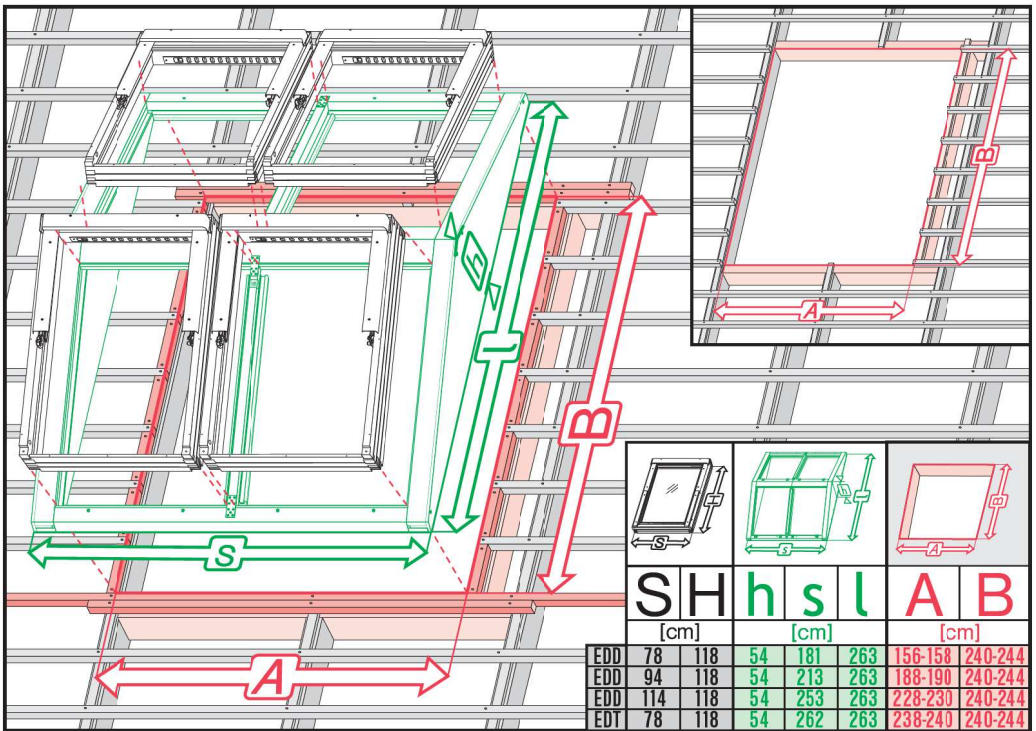 B
A
h
l
B
S
A
S H
h s l
A B
S H h s l A B
[cm] [cm] [cm]
EDD 78 118 54 181 263 156-158 240-244
EDD 94 118 54 213 263 188-190 240-244
EDD 114 118 54 253 263 228-230 240-244
EDT 78 118 54 262 263 238-240 240-244